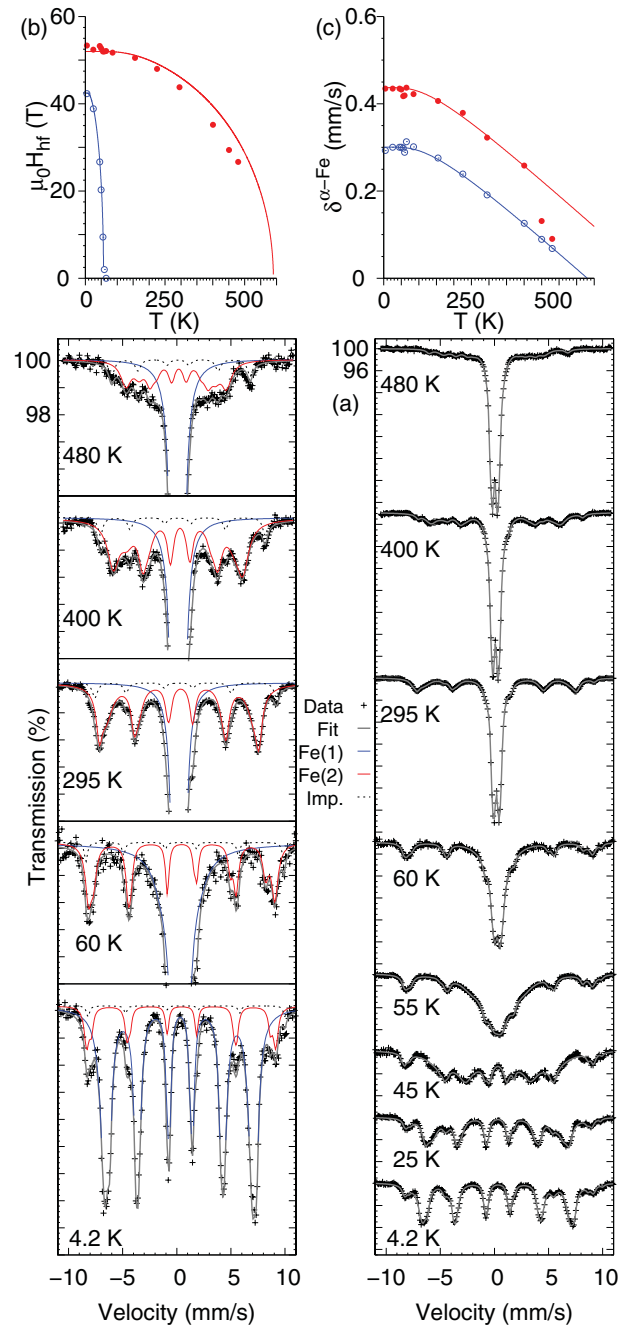 (b)
60
40
20
0
μ₀H_hf (T)
0
250
500
T (K)
(c)
0.6
0.4
0.2
0
δ^α−Fe (mm/s)
0
250
500
T (K)
100
98
480 K
400 K
295 K
60 K
4.2 K
Transmission (%)
−10
−5
0
5
10
Velocity (mm/s)
Data
Fit
Fe(1)
Fe(2)
Imp.
100
96
(a)
480 K
400 K
295 K
60 K
55 K
45 K
25 K
4.2 K
−10
−5
0
5
10
Velocity (mm/s)